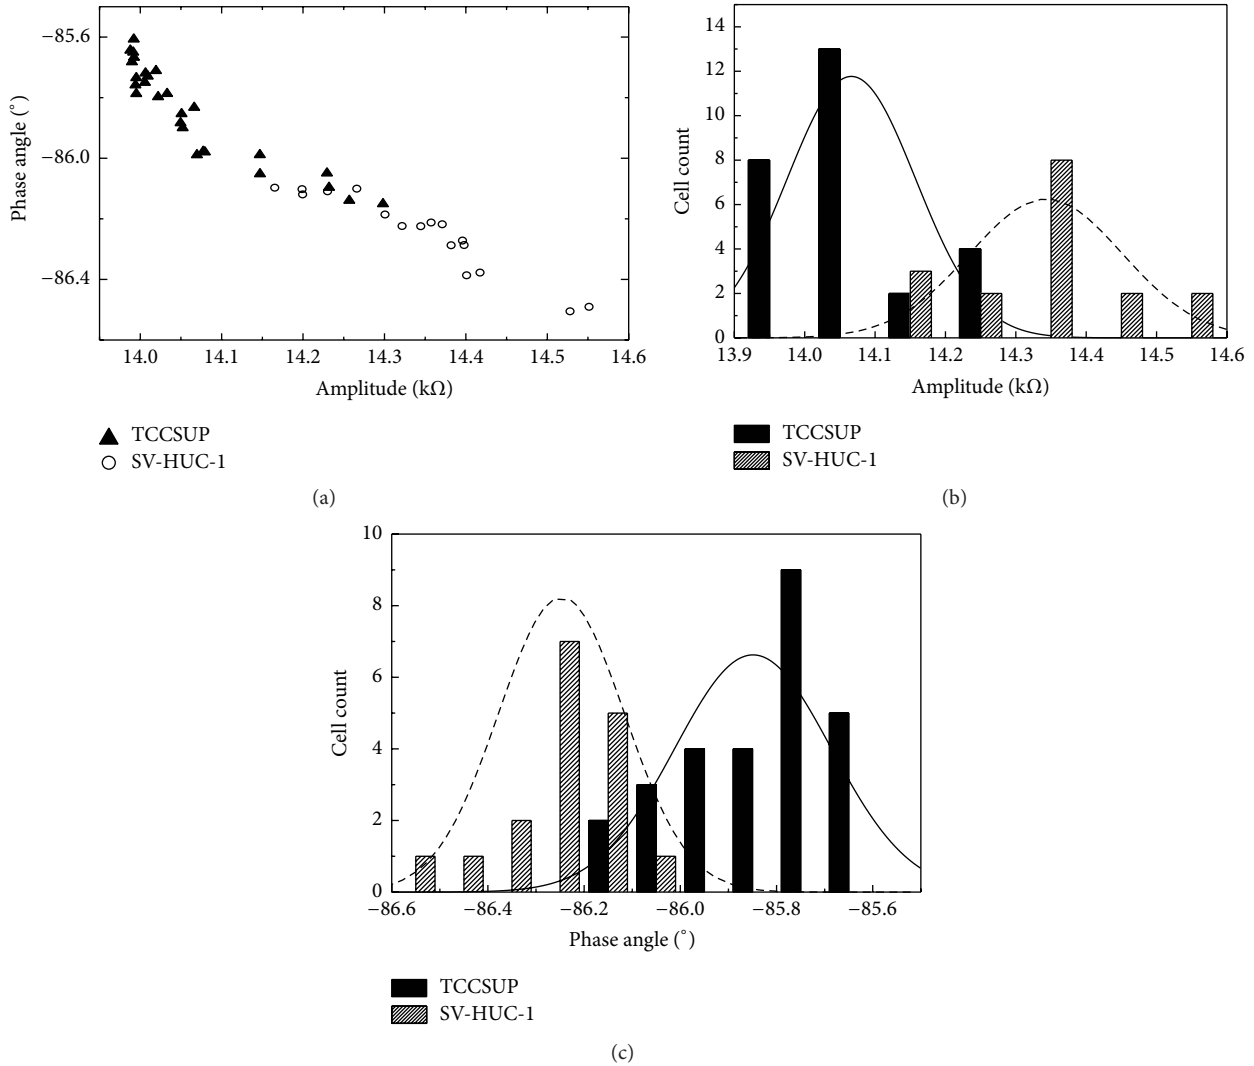 −85.6
−86.0
−86.4
Phase angle (°)
14.0 14.1 14.2 14.3 14.4 14.5 14.6
Amplitude (kΩ)
TCCSUP
SV-HUC-1
(a)
14
12
10
8
6
4
2
0
Cell count
13.9 14.0 14.1 14.2 14.3 14.4 14.5 14.6
Amplitude (kΩ)
TCCSUP
SV-HUC-1
(b)
10
8
6
4
2
0
Cell count
−86.6 −86.4 −86.2 −86.0 −85.8 −85.6
Phase angle (°)
TCCSUP
SV-HUC-1
(c)